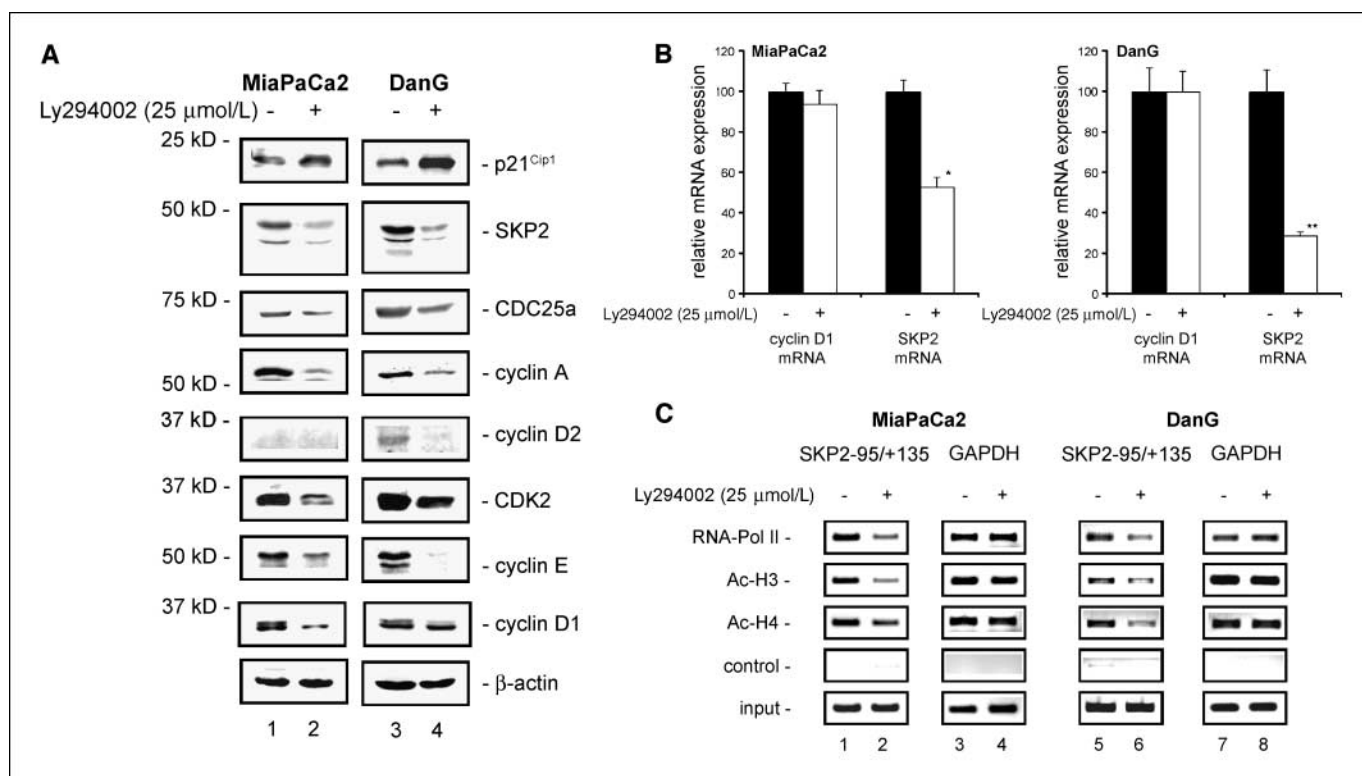 A
MiaPaCa2 DanG
Ly294002 (25 μmol/L) - + - +
25 kD - - p21Cip1
50 kD - - SKP2
75 kD - - CDC25a
50 kD - - cyclin A
37 kD - - cyclin D2
37 kD - - CDK2
50 kD - - cyclin E
37 kD - - cyclin D1
- β-actin
1 2 3 4
B
MiaPaCa2
relative mRNA expression
120
100
80
60
40
20
0
*
Ly294002 (25 μmol/L) - + - +
cyclin D1 SKP2
mRNA mRNA
DanG
relative mRNA expression
120
100
80
60
40
20
0
**
Ly294002 (25 μmol/L) - + - +
cyclin D1 SKP2
mRNA mRNA
C
MiaPaCa2 DanG
SKP2-95/+135 GAPDH SKP2-95/+135 GAPDH
Ly294002 (25 μmol/L) - + - + - + - +
RNA-Pol II -
Ac-H3 -
Ac-H4 -
control -
input -
1 2 3 4 5 6 7 8